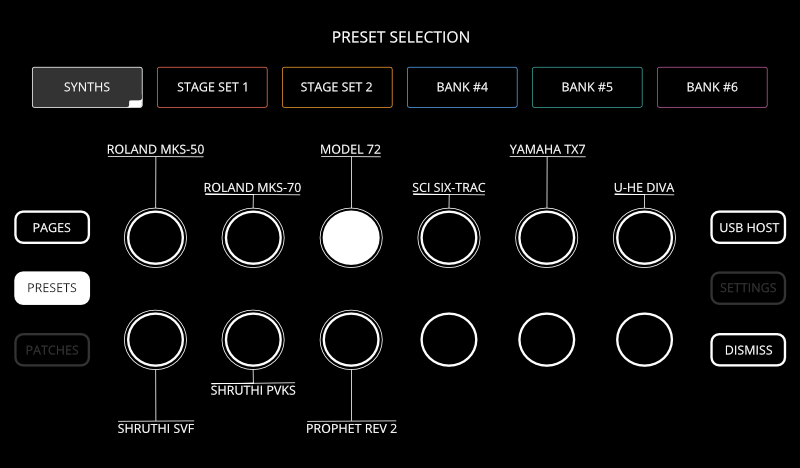 PRESET SELECTION
SYNTHS
STAGE SET 1
STAGE SET 2
BANK #4
BANK #5
BANK #6
ROLAND MKS-50
MODEL 72
YAMAHA TX7
ROLAND MKS-70
SCI SIX-TRAC
U-HE DIVA
PAGES
USB HOST
PRESETS
SETTINGS
PATCHES
DISMISS
SHRUTHI PVKS
SHRUTHI SVF
PROPHET REV 2